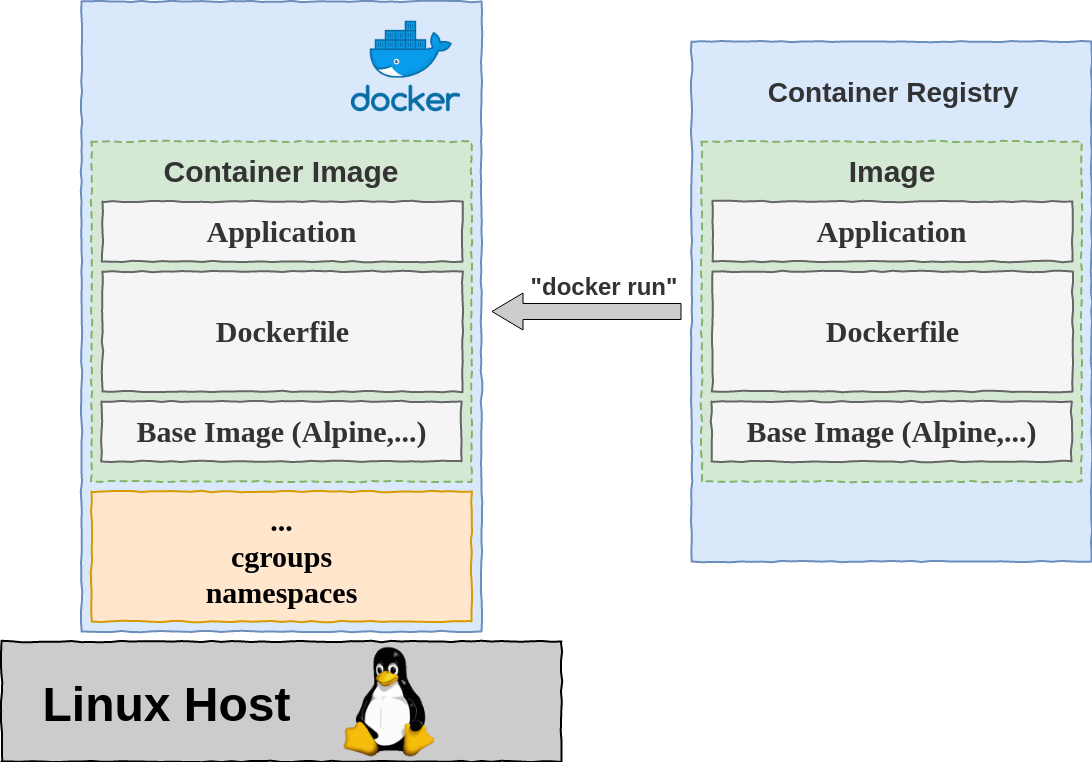 docker
Container Image
Application
Dockerfile
Base Image (Alpine,...)
...
cgroups
namespaces
Linux Host
"docker run"
Container Registry
Image
Application
Dockerfile
Base Image (Alpine,...)